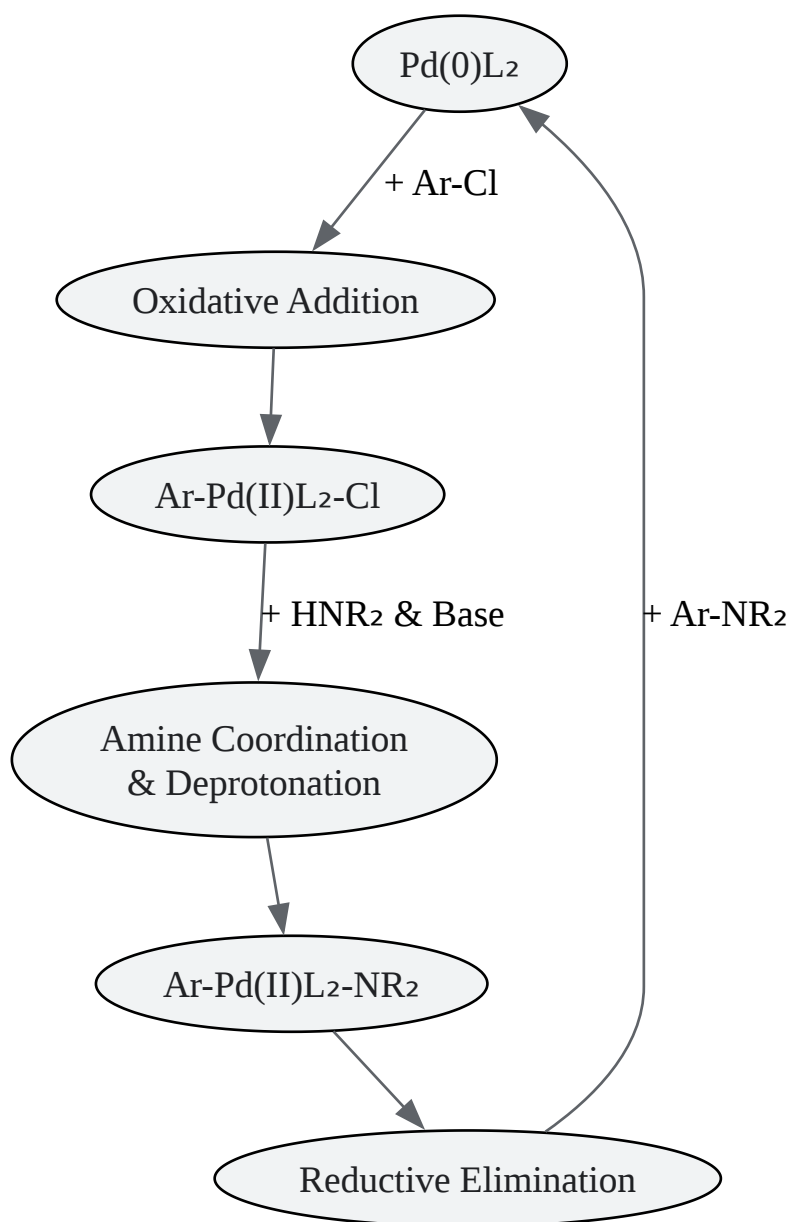 Pd(0)L₂
+ Ar-Cl
Oxidative Addition
Ar-Pd(II)L₂-Cl
+ HNR₂ & Base
+ Ar-NR₂
Amine Coordination
& Deprotonation
Ar-Pd(II)L₂-NR₂
Reductive Elimination